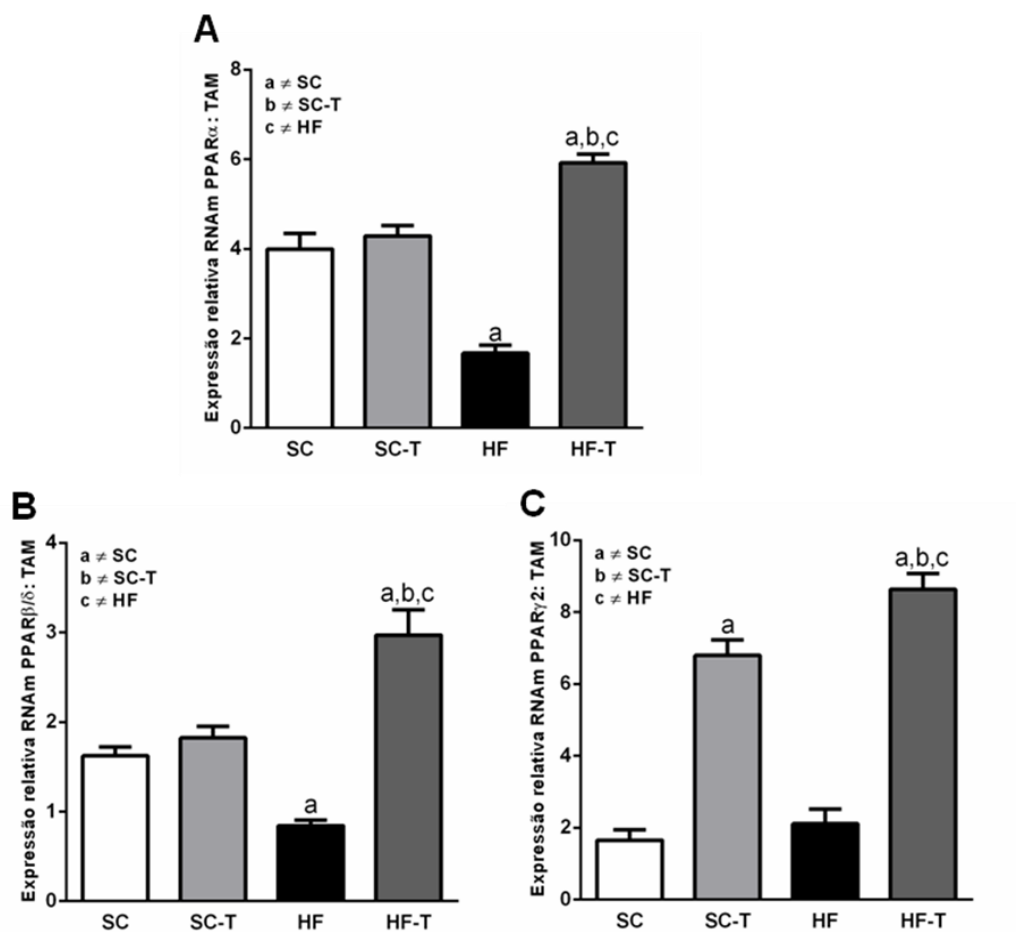 A
Expressão relativa RNAm PPARα: TAM
8
6
4
2
0
a ≠ SC
b ≠ SC-T
c ≠ HF
a
a,b,c
SC SC-T HF HF-T
B
Expressão relativa RNAm PPARβ/δ: TAM
4
3
2
1
0
a ≠ SC
b ≠ SC-T
c ≠ HF
a
a,b,c
SC SC-T HF HF-T
C
Expressão relativa RNAm PPARγ2: TAM
10
8
6
4
2
0
a ≠ SC
b ≠ SC-T
c ≠ HF
a
a,b,c
SC SC-T HF HF-T